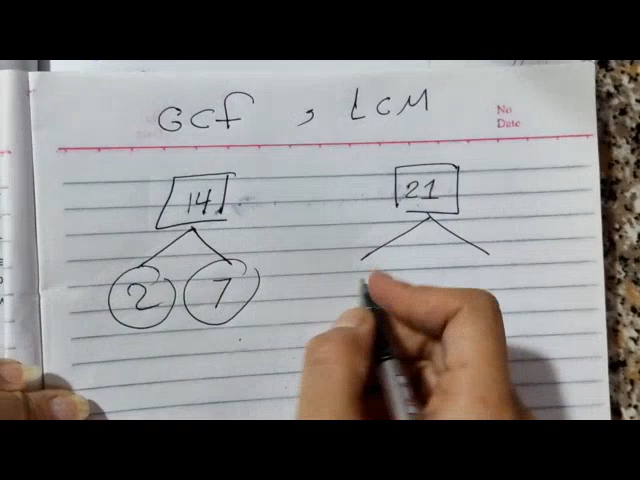 GCF , LCM
No
Date
14 21
2 7